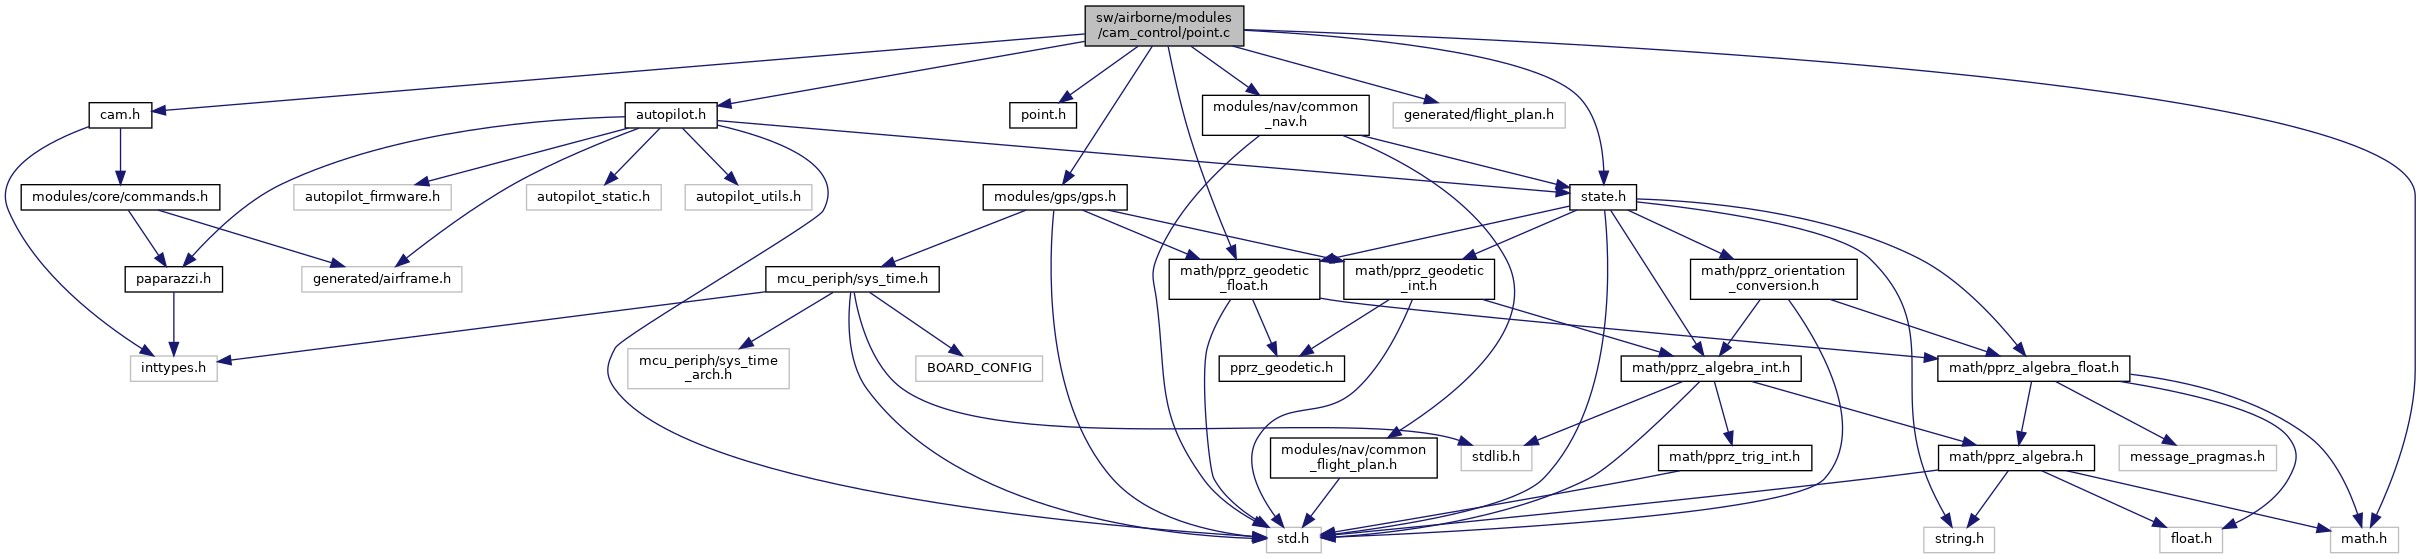 sw/airborne/modules
/cam_control/point.c
cam.h
autopilot.h
point.h
modules/nav/common
_nav.h
generated/flight_plan.h
modules/core/commands.h
autopilot_firmware.h
autopilot_static.h
autopilot_utils.h
modules/gps/gps.h
state.h
paparazzi.h
generated/airframe.h
mcu_periph/sys_time.h
math/pprz_geodetic
_float.h
math/pprz_geodetic
_int.h
math/pprz_orientation
_conversion.h
inttypes.h
mcu_periph/sys_time
_arch.h
BOARD_CONFIG
pprz_geodetic.h
math/pprz_algebra_int.h
math/pprz_algebra_float.h
modules/nav/common
_flight_plan.h
stdlib.h
math/pprz_trig_int.h
math/pprz_algebra.h
message_pragmas.h
std.h
string.h
float.h
math.h